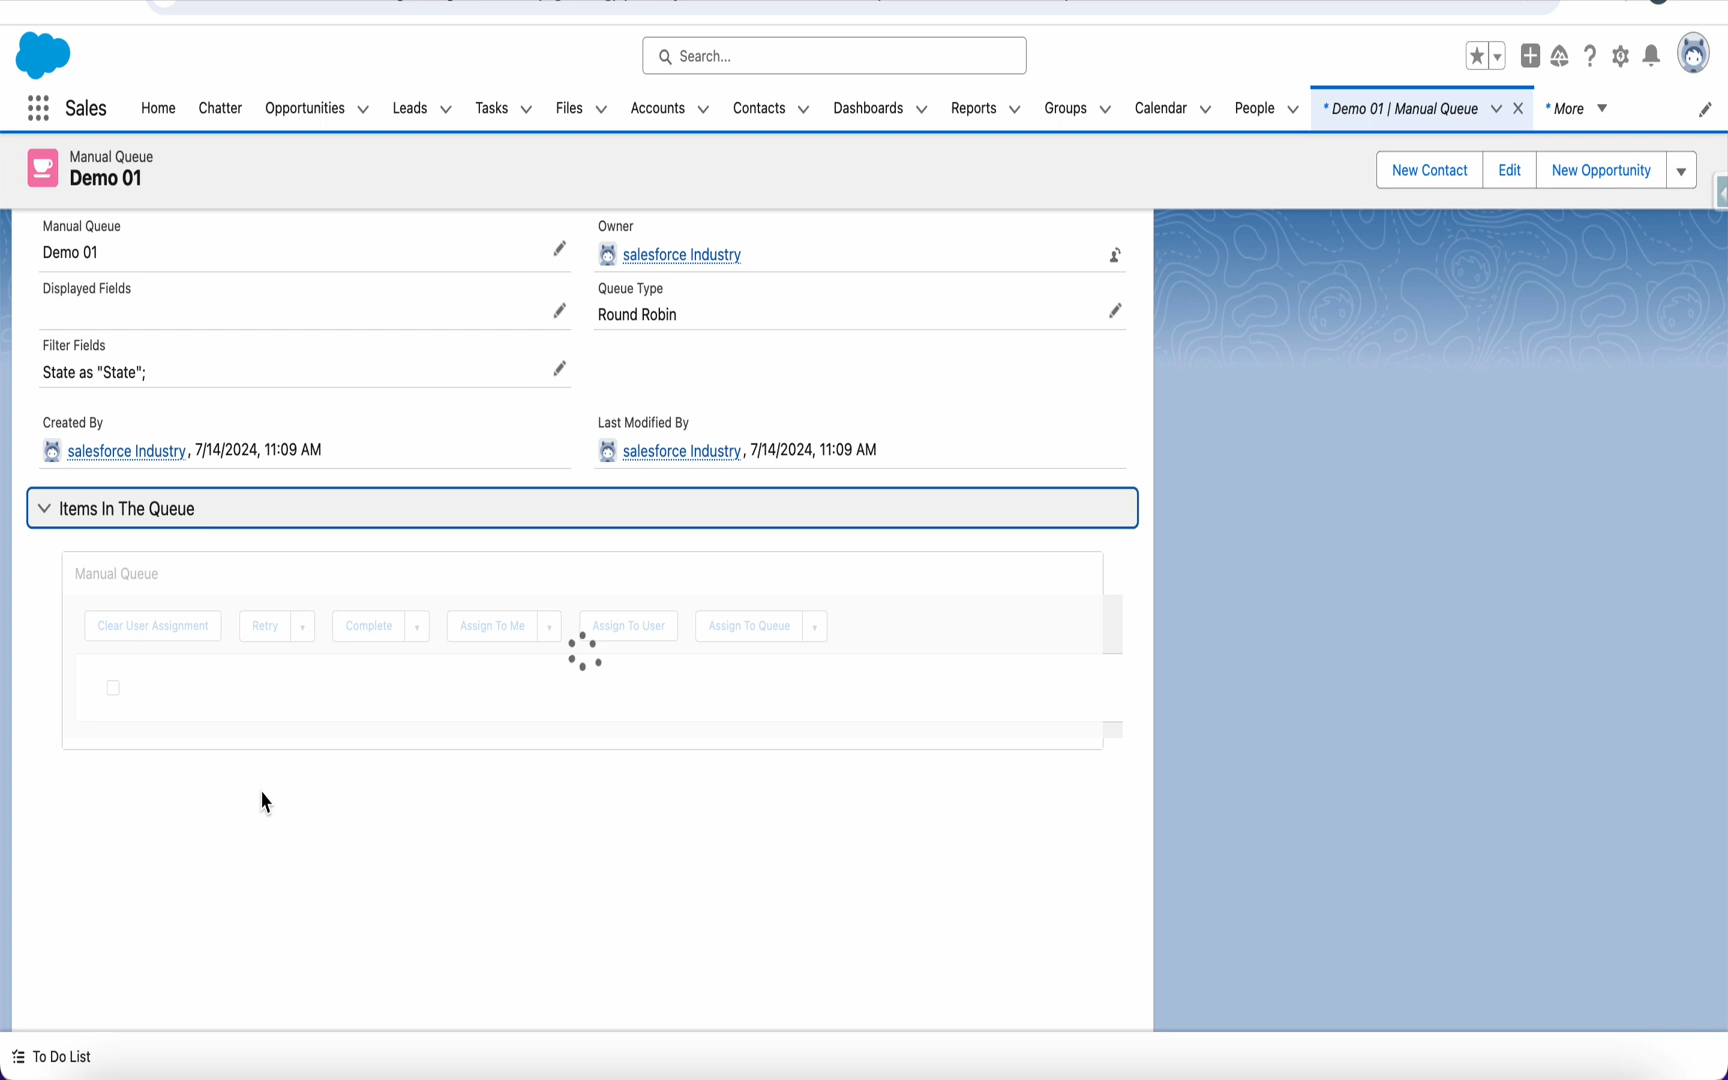 Search...
Sales
Home
Chatter
Opportunities
Leads
Tasks
Files
Accounts
Contacts
Dashboards
Reports
Groups
Calendar
People
* Demo 01 | Manual Queue
* More
Manual Queue
Demo 01
New Contact
Edit
New Opportunity
Manual Queue
Demo 01
Owner
salesforce Industry
Displayed Fields
Queue Type
Round Robin
Filter Fields
State as "State";
Created By
salesforce Industry, 7/14/2024, 11:09 AM
Last Modified By
salesforce Industry, 7/14/2024, 11:09 AM
Items In The Queue
Manual Queue
Clear User Assignment
Retry
Complete
Assign To Me
Assign To User
Assign To Queue
To Do List